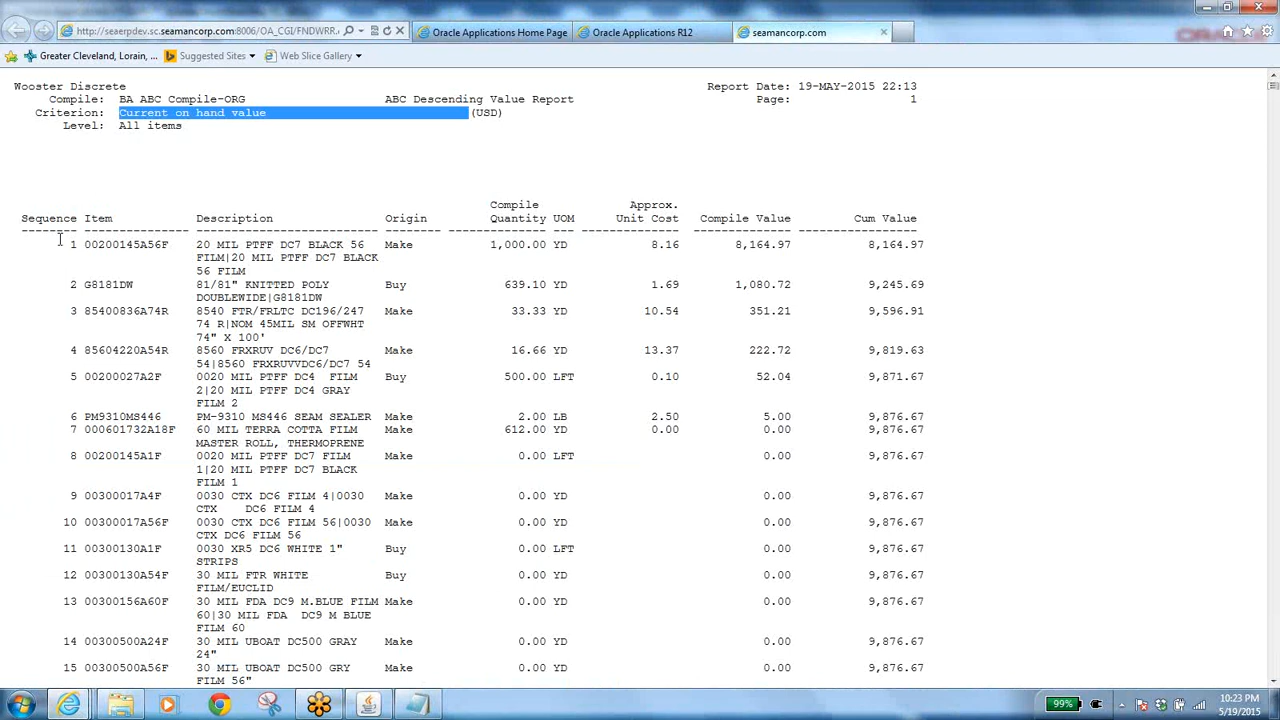 http://seaerpdev.sc.seamancorp.com:8006/OA_CGI/FNDWRR.
Oracle Applications Home Page
Oracle Applications R12
seamancorp.com
Greater Cleveland, Lorain, ...
Suggested Sites
Web Slice Gallery
Wooster Discrete Report Date: 19-MAY-2015 22:13
Compile: BA ABC Compile-ORG ABC Descending Value Report Page: 1
Criterion: Current on hand value (USD)
Level: All items
Compile Approx.
Sequence Item Description Origin Quantity UOM Unit Cost Compile Value Cum Value
1 00200145A56F 20 MIL PTFF DC7 BLACK 56 Make 1,000.00 YD 8.16 8,164.97 8,164.97
FILM|20 MIL PTFF DC7 BLACK
56 FILM
2 G8181DW 81/81" KNITTED POLY Buy 639.10 YD 1.69 1,080.72 9,245.69
DOUBLEWIDE|G8181DW
3 85400836A74R 8540 FTR/FRLTC DC196/247 Make 33.33 YD 10.54 351.21 9,596.91
74 R|NOM 45MIL SM OFFWHT
74" X 100'
4 85604220A54R 8560 FRXRUV DC6/DC7 Make 16.66 YD 13.37 222.72 9,819.63
54|8560 FRXRUVVDC6/DC7 54
5 00200027A2F 0020 MIL PTFF DC4 FILM Buy 500.00 LFT 0.10 52.04 9,871.67
2|20 MIL PTFF DC4 GRAY
FILM 2
6 PM9310MS446 PM-9310 MS446 SEAM SEALER Make 2.00 LB 2.50 5.00 9,876.67
7 000601732A18F 60 MIL TERRA COTTA FILM Make 612.00 YD 0.00 0.00 9,876.67
MASTER ROLL, THERMOPRENE
8 00200145A1F 0020 MIL PTFF DC7 FILM Make 0.00 LFT 0.00 9,876.67
1|20 MIL PTFF DC7 BLACK
FILM 1
9 00300017A4F 0030 CTX DC6 FILM 4|0030 Make 0.00 YD 0.00 9,876.67
CTX DC6 FILM 4
10 00300017A56F 0030 CTX DC6 FILM 56|0030 Make 0.00 YD 0.00 9,876.67
CTX DC6 FILM 56
11 00300130A1F 0030 XR5 DC6 WHITE 1" Buy 0.00 LFT 0.00 9,876.67
STRIPS
12 00300130A54F 30 MIL FTR WHITE Buy 0.00 YD 0.00 9,876.67
FILM/EUCLID
13 00300156A60F 30 MIL FDA DC9 M.BLUE FILM Make 0.00 YD 0.00 9,876.67
60|30 MIL FDA DC9 M BLUE
FILM 60
14 00300500A24F 30 MIL UBOAT DC500 GRAY Make 0.00 YD 0.00 9,876.67
24"
15 00300500A56F 30 MIL UBOAT DC500 GRY Make 0.00 YD 0.00 9,876.67
FILM 56"
99%
10:23 PM
5/19/2015